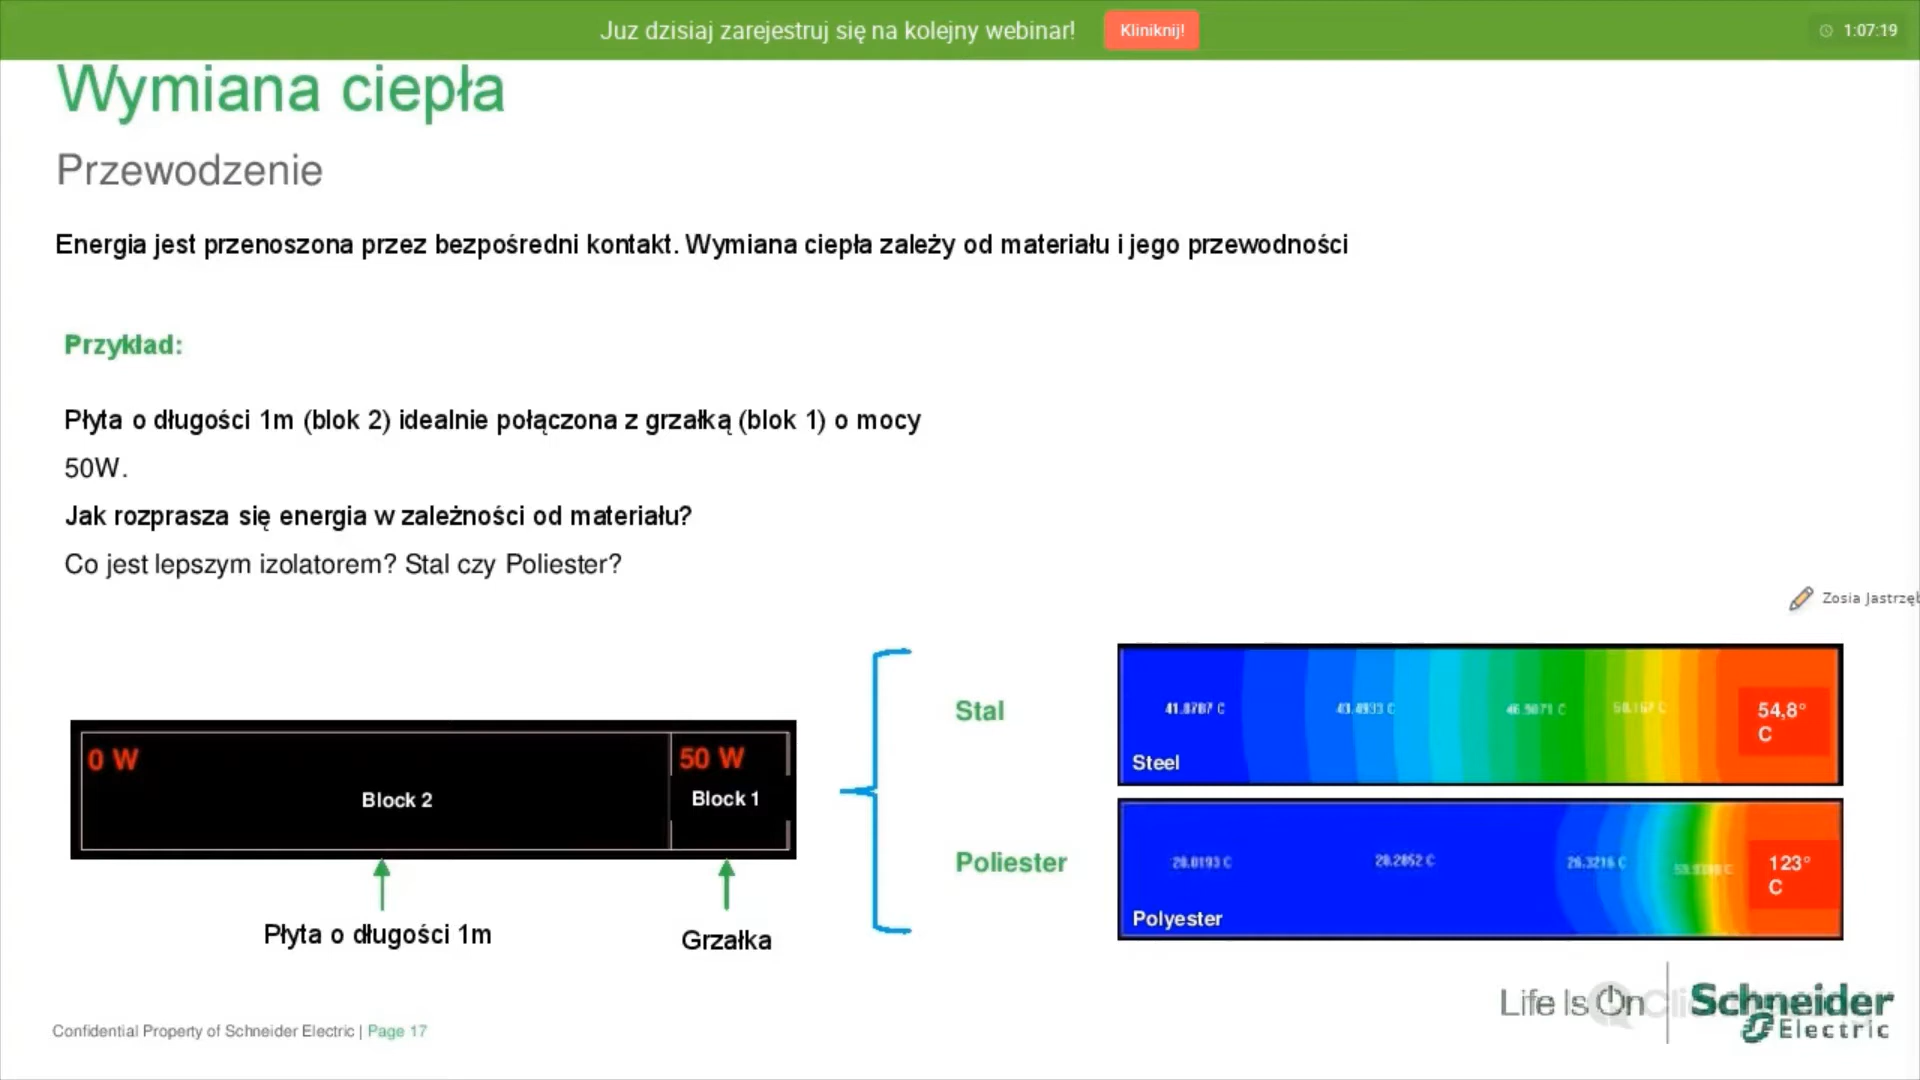 Juz dzisiaj zarejestruj się na kolejny webinar!
Kliniknij!
1:07:19
Wymiana ciepła
Przewodzenie
Energia jest przenoszona przez bezpośredni kontakt. Wymiana ciepła zależy od materiału i jego przewodności
Przykład:
Płyta o długości 1m (blok 2) idealnie połączona z grzałką (blok 1) o mocy
50W.
Jak rozprasza się energia w zależności od materiału?
Co jest lepszym izolatorem? Stal czy Poliester?
Zosia
0 W
50 W
Block 2
Block 1
Płyta o długości 1m
Grzałka
Stal
54,8°
C
Steel
Poliester
123°
C
Polyester
Life Is On
Schneider
Electric
Confidential Property of Schneider Electric | Page 17